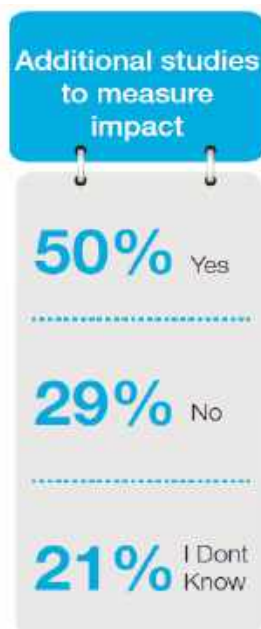 Additional studies
to measure
impact
50% Yes
29% No
21% I Dont
Know